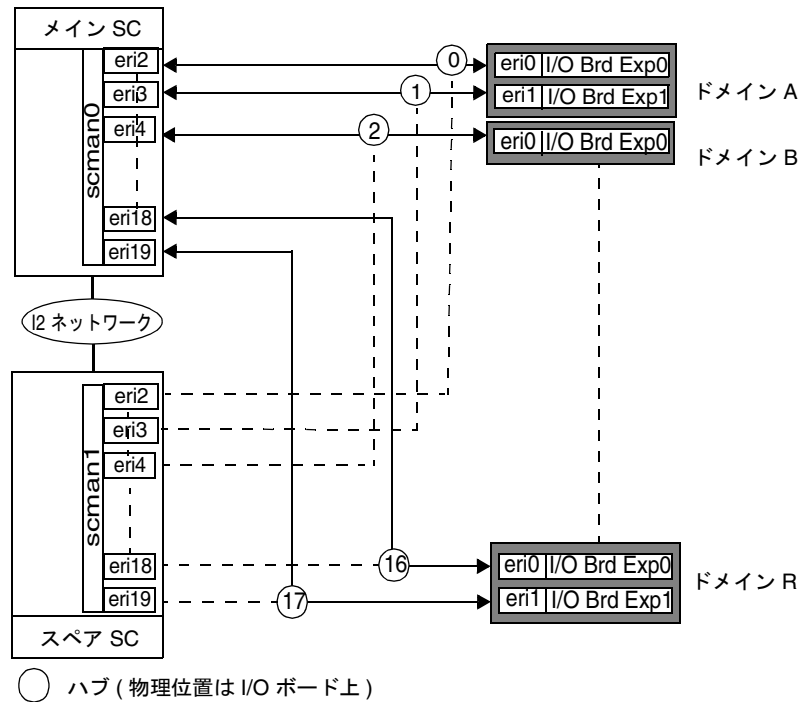 メイン SC
scman0
eri2
eri3
eri4
eri18
eri19
0
1
2
eri0 I/O Brd Exp0
eri1 I/O Brd Exp1
ドメイン A
eri0 I/O Brd Exp0
ドメイン B
I2 ネットワーク
scman1
eri2
eri3
eri4
eri18
eri19
スペア SC
16
17
eri0 I/O Brd Exp0
eri1 I/O Brd Exp1
ドメイン R
ハブ ( 物理位置は I/O ボード上 )